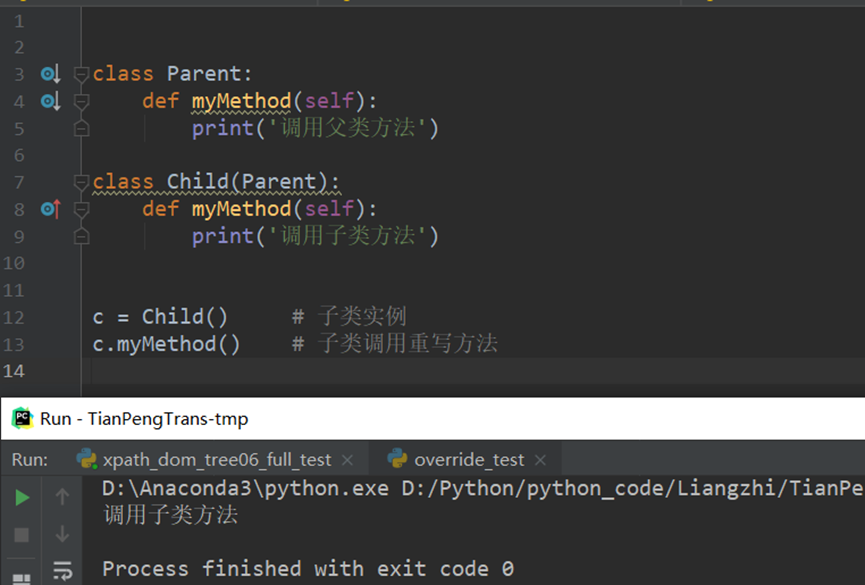 1
2
3 class Parent:
4 def myMethod(self):
5 print('调用父类方法')
6
7 class Child(Parent):
8 def myMethod(self):
9 print('调用子类方法')
10
11
12 c = Child() # 子类实例
13 c.myMethod() # 子类调用重写方法
14
PC Run - TianPengTrans-tmp
Run: xpath_dom_tree06_full_test × override_test ×
D:\Anaconda3\python.exe D:/Python/python_code/Liangzhi/TianPe
调用子类方法
Process finished with exit code 0